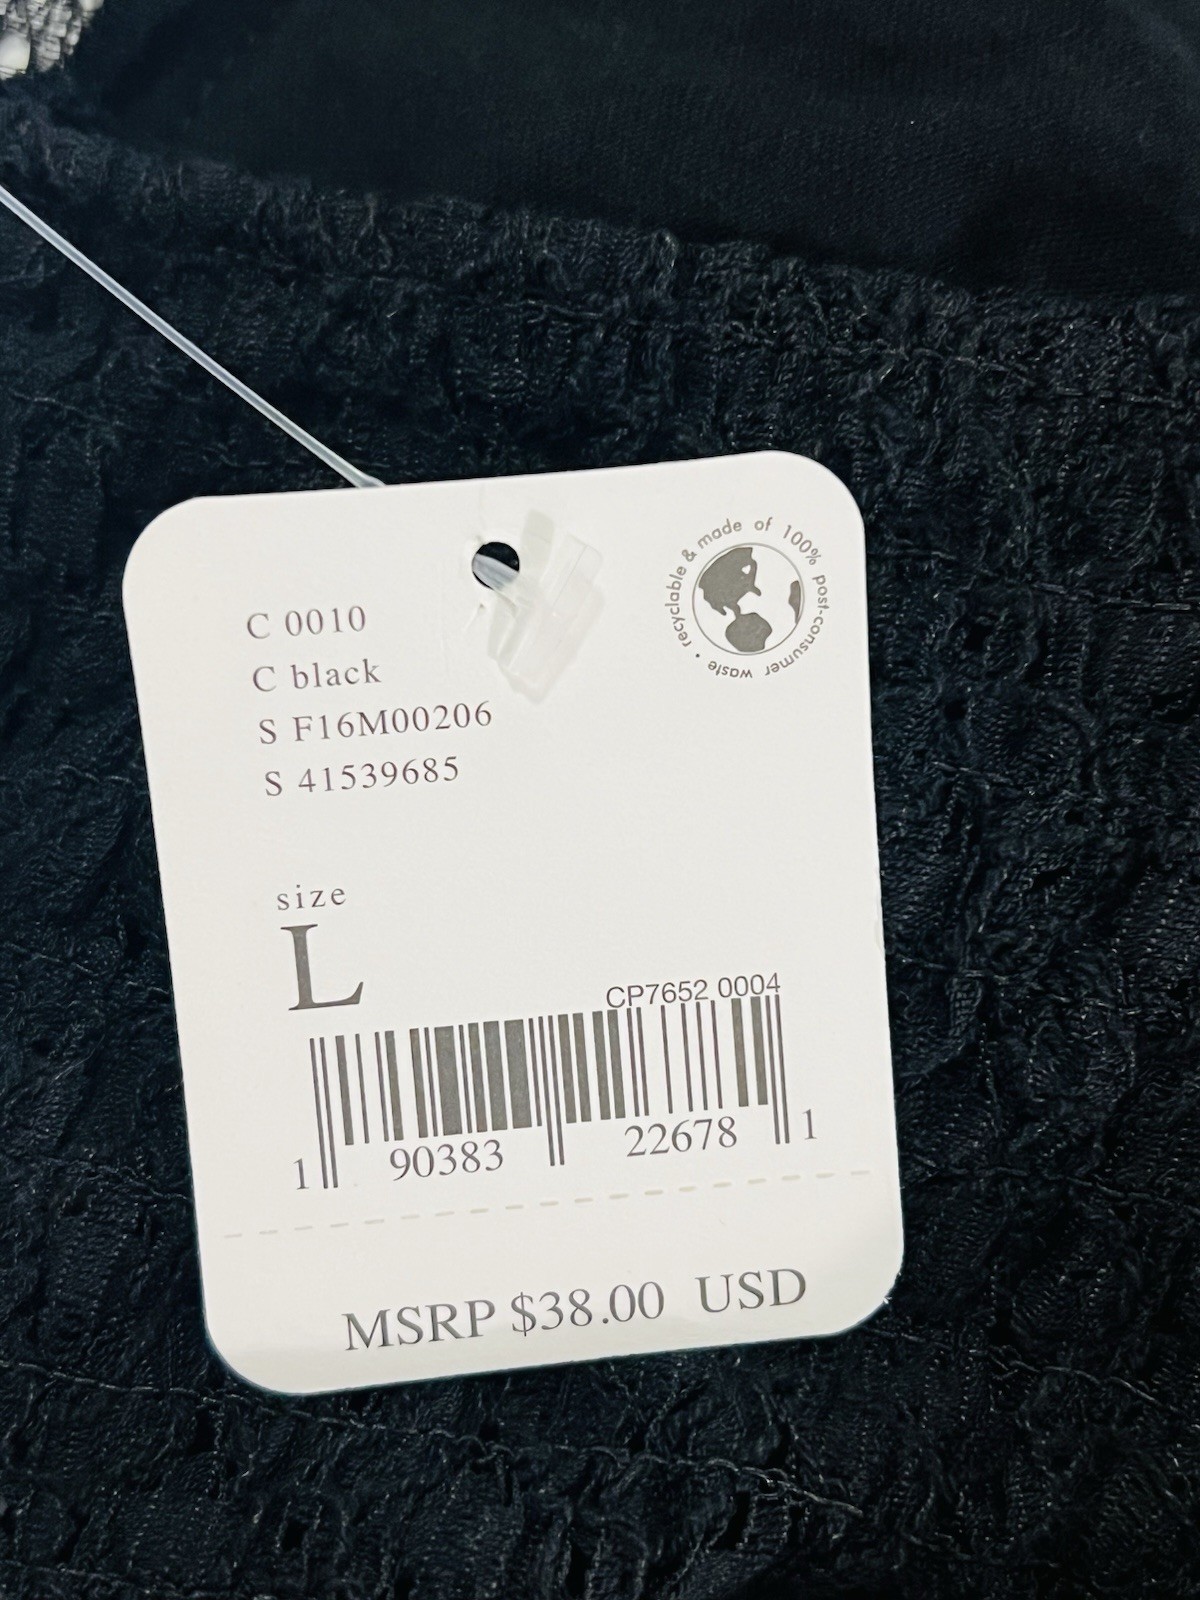 recyclable & made of 100% post-consumer waste •
C 0010
C black
S F16M00206
S 41539685
size
L
CP7652 0004
1 90383 22678 1
MSRP $38.00 USD